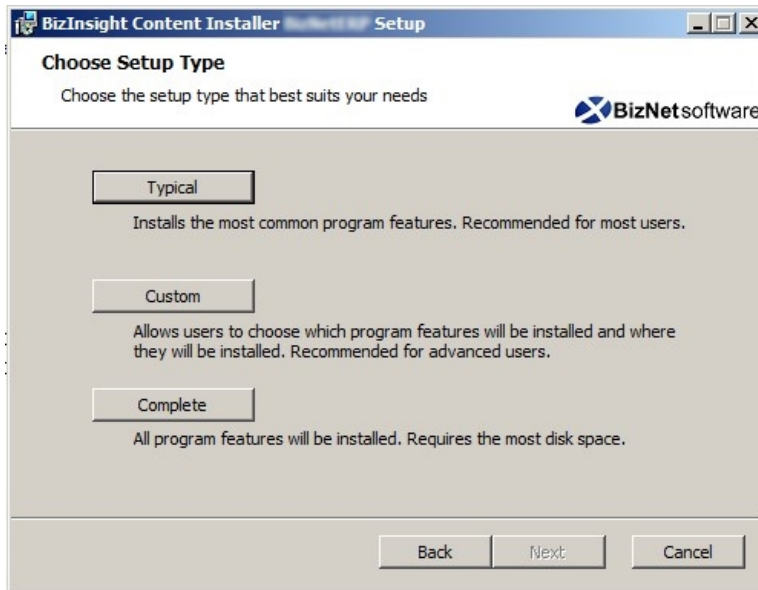 BizInsight Content Installer Setup
Choose Setup Type
Choose the setup type that best suits your needs
BizNetsoftware
Typical
Installs the most common program features. Recommended for most users.
Custom
Allows users to choose which program features will be installed and where
they will be installed. Recommended for advanced users.
Complete
All program features will be installed. Requires the most disk space.
Back
Next
Cancel